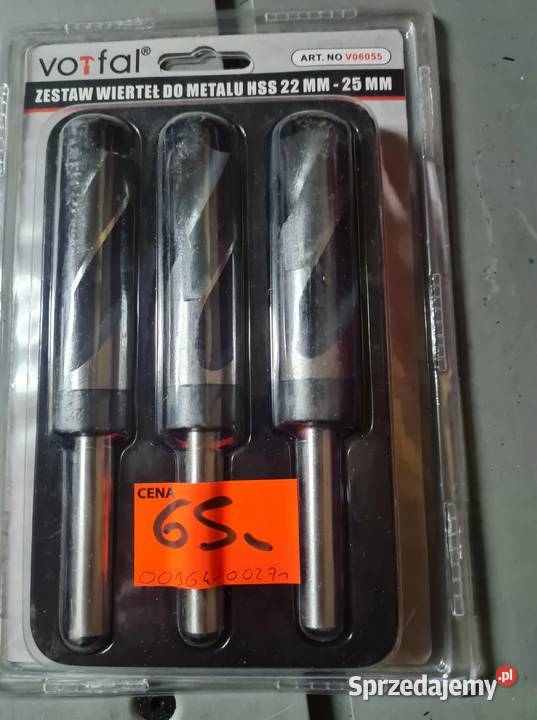 vorfal®
ART. NO V06055
ZESTAW WIERTEŁ DO METALU HSS 22 MM - 25 MM
CENA
65.-
Sprzedajemy.pl